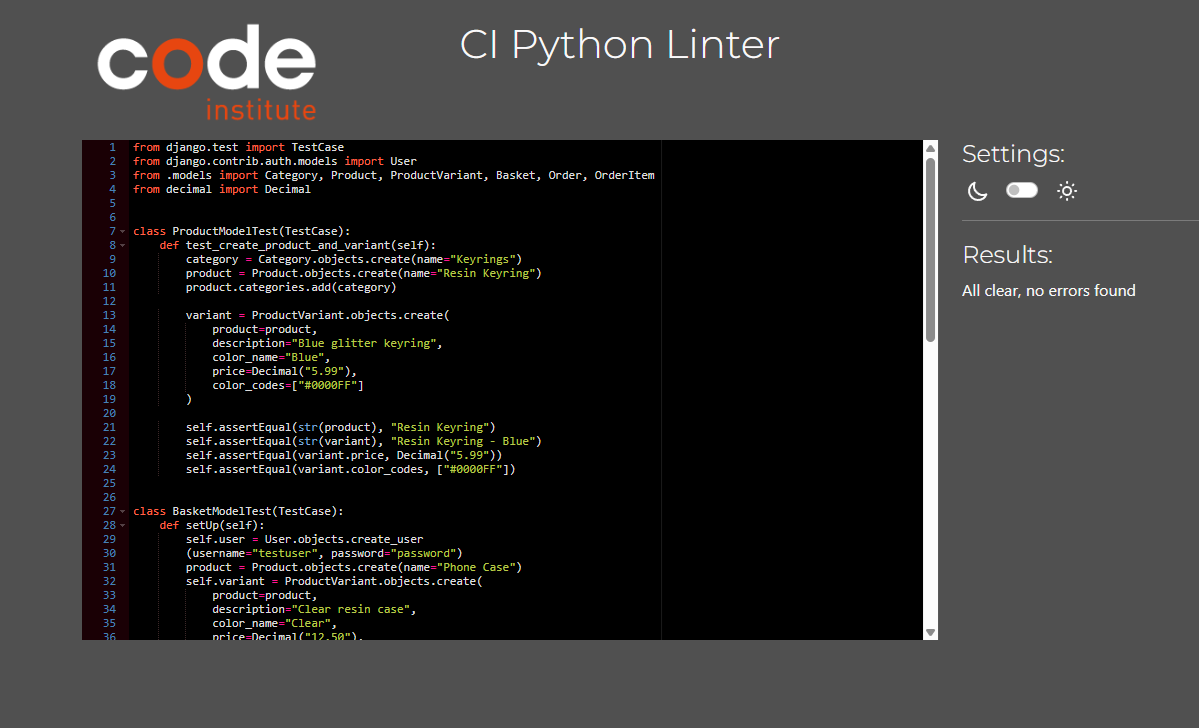 code
institute
CI Python Linter
1 from django.test import TestCase
2 from django.contrib.auth.models import User
3 from .models import Category, Product, ProductVariant, Basket, Order, OrderItem
4 from decimal import Decimal
5
6
7 class ProductModelTest(TestCase):
8     def test_create_product_and_variant(self):
9         category = Category.objects.create(name="Keyrings")
10         product = Product.objects.create(name="Resin Keyring")
11         product.categories.add(category)
12
13         variant = ProductVariant.objects.create(
14             product=product,
15             description="Blue glitter keyring",
16             color_name="Blue",
17             price=Decimal("5.99"),
18             color_codes=["#0000FF"]
19         )
20
21         self.assertEqual(str(product), "Resin Keyring")
22         self.assertEqual(str(variant), "Resin Keyring - Blue")
23         self.assertEqual(variant.price, Decimal("5.99"))
24         self.assertEqual(variant.color_codes, ["#0000FF"])
25
26
27 class BasketModelTest(TestCase):
28     def setUp(self):
29         self.user = User.objects.create_user
30         (username="testuser", password="password")
31         product = Product.objects.create(name="Phone Case")
32         self.variant = ProductVariant.objects.create(
33             product=product,
34             description="Clear resin case",
35             color_name="Clear",
36             price=Decimal("12.50"),
Settings:
Results:
All clear, no errors found